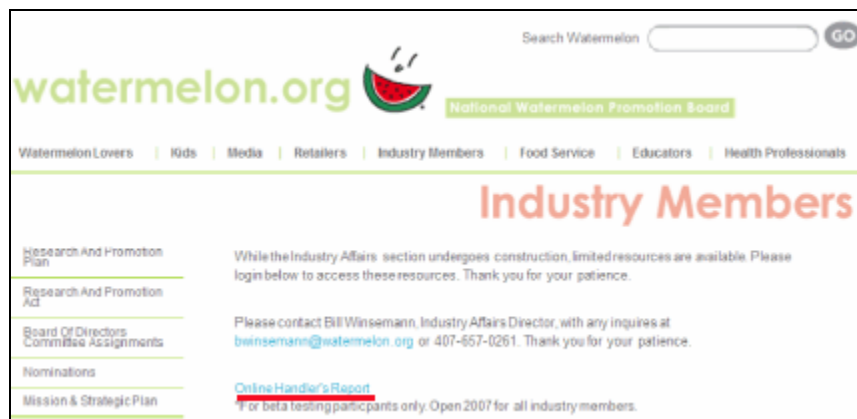 Search Watermelon GO
watermelon.org
National Watermelon Promotion Board
Watermelon Lovers | Kids | Media | Retailers | Industry Members | Food Service | Educators | Health Professionals
Industry Members
Research And Promotion
Plan
Research And Promotion
Act
Board Of Directors
Committee Assignments
Nominations
Mission & Strategic Plan
While the Industry Affairs section undergoes construction, limited resources are available. Please
login below to access these resources. Thank you for your patience.
Please contact Bill Winsemann, Industry Affairs Director, with any inquires at
bwinsemann@watermelon.org or 407-657-0261. Thank you for your patience.
Online Handler's Report
*For beta testing particpants only. Open 2007 for all industry members.